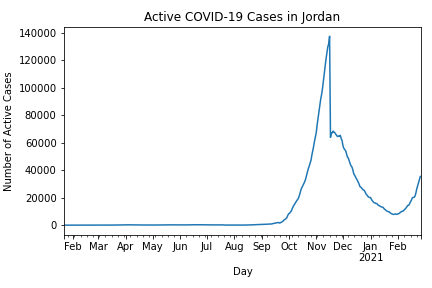 Active COVID-19 Cases in Jordan
Number of Active Cases
140000
120000
100000
80000
60000
40000
20000
0
Feb Mar Apr May Jun Jul Aug Sep Oct Nov Dec Jan Feb
2021
Day